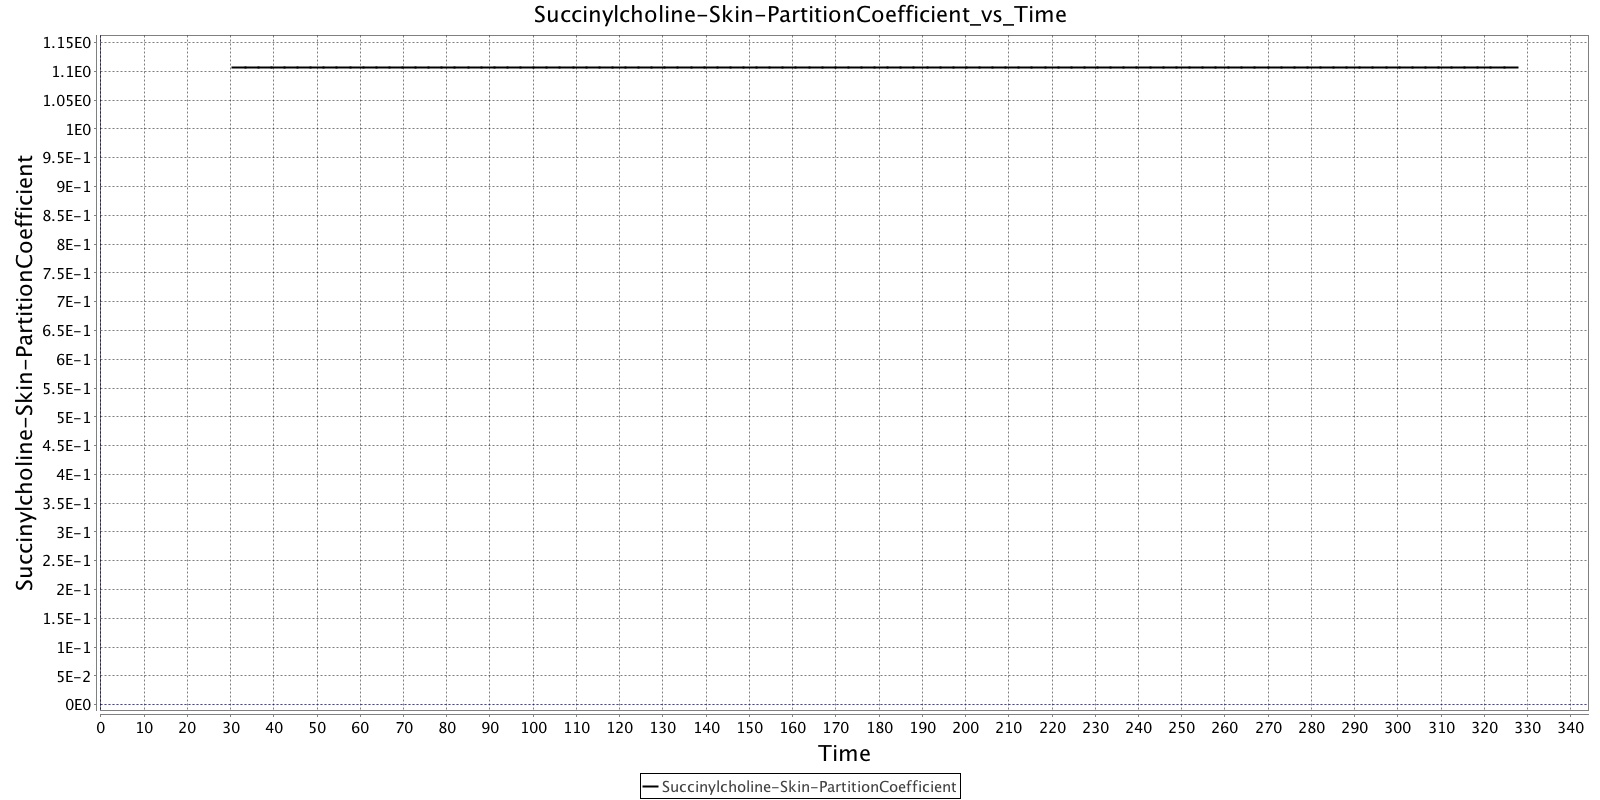 Succinylcholine-Skin-PartitionCoefficient_vs_Time
Succinylcholine-Skin-PartitionCoefficient
1.15E0
1.1E0
1.05E0
1E0
9.5E-1
9E-1
8.5E-1
8E-1
7.5E-1
7E-1
6.5E-1
6E-1
5.5E-1
5E-1
4.5E-1
4E-1
3.5E-1
3E-1
2.5E-1
2E-1
1.5E-1
1E-1
5E-2
0E0
0 10 20 30 40 50 60 70 80 90 100 110 120 130 140 150 160 170 180 190 200 210 220 230 240 250 260 270 280 290 300 310 320 330 340
Time
Succinylcholine-Skin-PartitionCoefficient